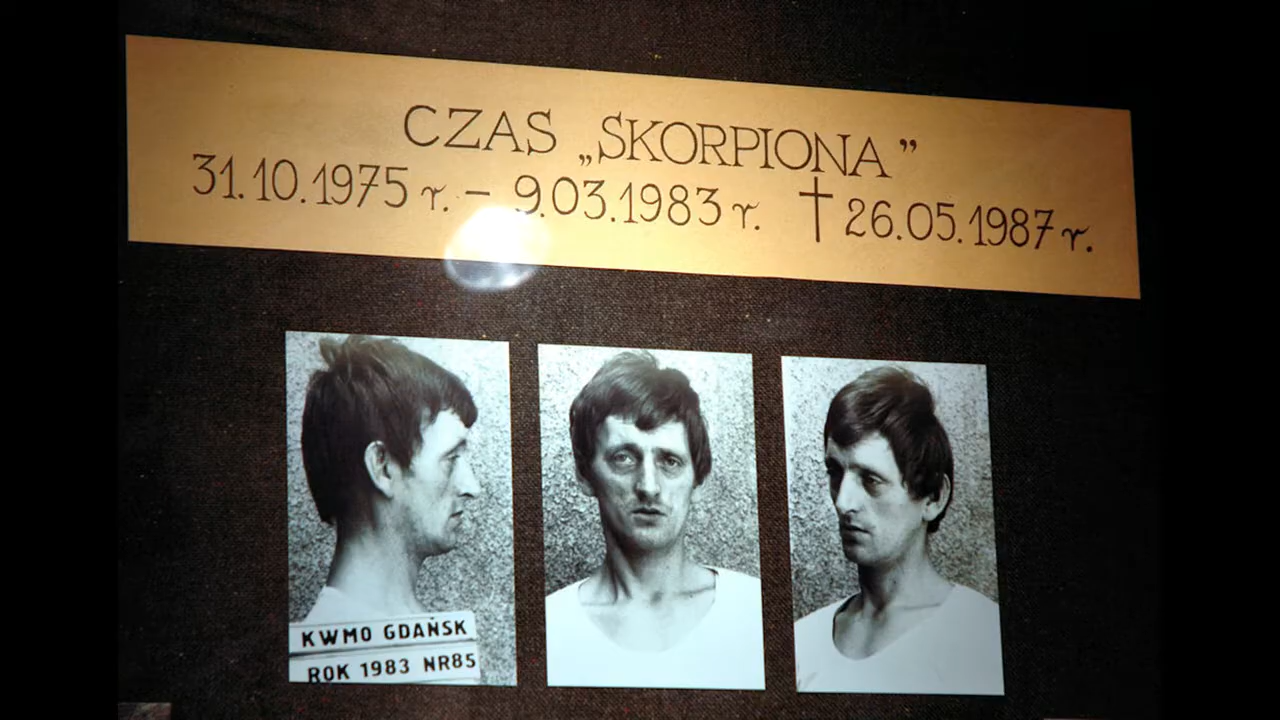 CZAS „SKORPIONA”
31.10.1975 r. – 9.03.1983 r. † 26.05.1987 r.
KWMO GDAŃSK
ROK 1983 NR85